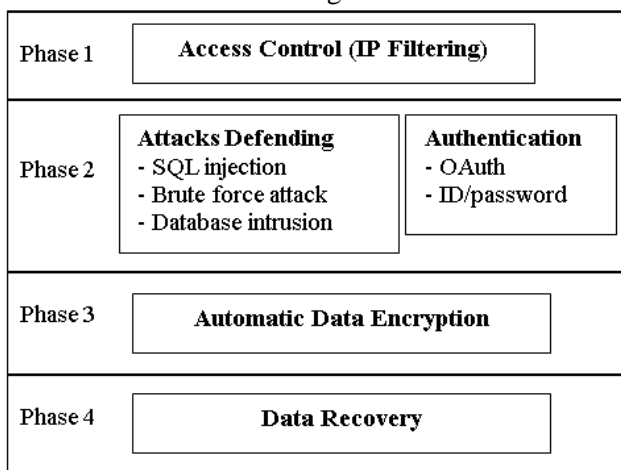 Phase 1
Access Control (IP Filtering)
Phase 2
Attacks Defending
- SQL injection
- Brute force attack
- Database intrusion
Authentication
- OAuth
- ID/password
Phase 3
Automatic Data Encryption
Phase 4
Data Recovery